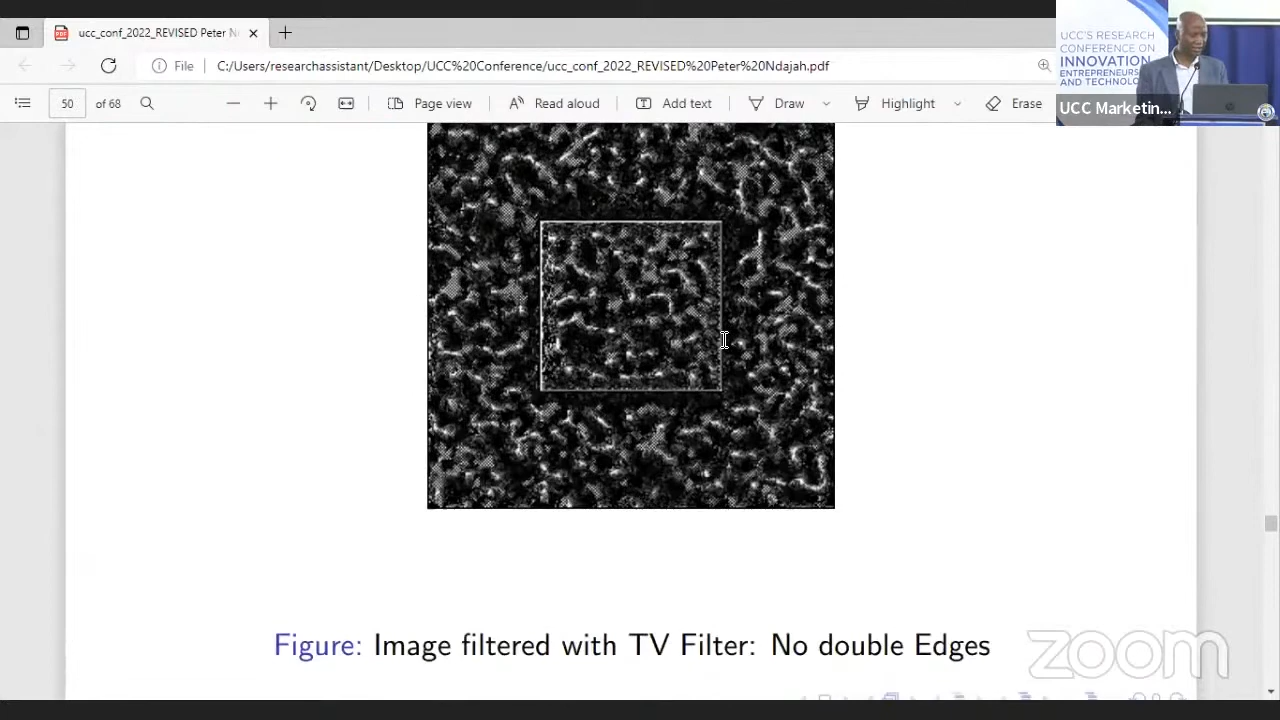 ucc_conf_2022_REVISED Peter N
File
C:/Users/researchassistant/Desktop/UCC%20Conference/ucc_conf_2022_REVISED%20Peter%20Ndajah.pdf
50 of 68
Page view
Read aloud
Add text
Draw
Highlight
Erase
UCC'S RESEARCH
CONFERENCE ON
INNOVATION
AND TECHNOLO
UCC Marketin...
Figure: Image filtered with TV Filter: No double Edges
zoom